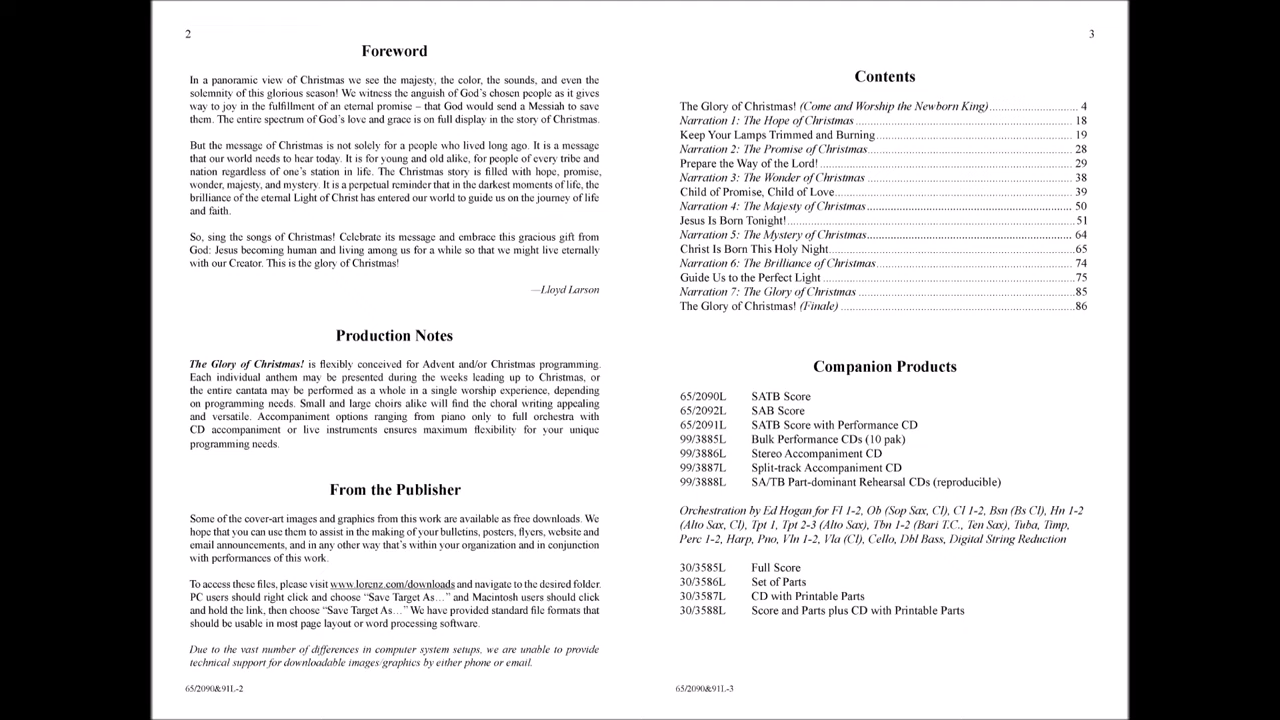 2
Foreword
In a panoramic view of Christmas we see the majesty, the color, the sounds, and even the
solemnity of this glorious season! We witness the anguish of God's chosen people as it gives
way to joy in the fulfillment of an eternal promise – that God would send a Messiah to save
them. The entire spectrum of God's love and grace is on full display in the story of Christmas.
But the message of Christmas is not solely for a people who lived long ago. It is a message
that our world needs to hear today. It is for young and old alike, for people of every tribe and
nation regardless of one's station in life. The Christmas story is filled with hope, promise,
wonder, majesty, and mystery. It is a perpetual reminder that in the darkest moments of life, the
brilliance of the eternal Light of Christ has entered our world to guide us on the journey of life
and faith.
So, sing the songs of Christmas! Celebrate its message and embrace this gracious gift from
God: Jesus becoming human and living among us for a while so that we might live eternally
with our Creator. This is the glory of Christmas!
—Lloyd Larson
Production Notes
The Glory of Christmas! is flexibly conceived for Advent and/or Christmas programming.
Each individual anthem may be presented during the weeks leading up to Christmas, or
the entire cantata may be performed as a whole in a single worship experience, depending
on programming needs. Small and large choirs alike will find the choral writing appealing
and versatile. Accompaniment options ranging from piano only to full orchestra with
CD accompaniment or live instruments ensures maximum flexibility for your unique
programming needs.
From the Publisher
Some of the cover-art images and graphics from this work are available as free downloads. We
hope that you can use them to assist in the making of your bulletins, posters, flyers, website and
email announcements, and in any other way that's within your organization and in conjunction
with performances of this work.
To access these files, please visit www.lorenz.com/downloads and navigate to the desired folder.
PC users should right click and choose “Save Target As…” and Macintosh users should click
and hold the link, then choose “Save Target As…” We have provided standard file formats that
should be usable in most page layout or word processing software.
Due to the vast number of differences in computer system setups, we are unable to provide
technical support for downloadable images/graphics by either phone or email.
65/2090&91L-2
3
Contents
The Glory of Christmas! (Come and Worship the Newborn King) 4
Narration 1: The Hope of Christmas 18
Keep Your Lamps Trimmed and Burning 19
Narration 2: The Promise of Christmas 28
Prepare the Way of the Lord! 29
Narration 3: The Wonder of Christmas 38
Child of Promise, Child of Love 39
Narration 4: The Majesty of Christmas 50
Jesus Is Born Tonight! 51
Narration 5: The Mystery of Christmas 64
Christ Is Born This Holy Night 65
Narration 6: The Brilliance of Christmas 74
Guide Us to the Perfect Light 75
Narration 7: The Glory of Christmas 85
The Glory of Christmas! (Finale) 86
Companion Products
65/2090L SATB Score
65/2092L SAB Score
65/2091L SATB Score with Performance CD
99/3885L Bulk Performance CDs (10 pak)
99/3886L Stereo Accompaniment CD
99/3887L Split-track Accompaniment CD
99/3888L SA/TB Part-dominant Rehearsal CDs (reproducible)
Orchestration by Ed Hogan for Fl 1-2, Ob (Sop Sax, Cl), Cl 1-2, Bsn (Bs Cl), Hn 1-2
(Alto Sax, Cl), Tpt 1, Tpt 2-3 (Alto Sax), Tbn 1-2 (Bari T.C., Ten Sax), Tuba, Timp,
Perc 1-2, Harp, Pno, Vln 1-2, Vla (Cl), Cello, Dbl Bass, Digital String Reduction
30/3585L Full Score
30/3586L Set of Parts
30/3587L CD with Printable Parts
30/3588L Score and Parts plus CD with Printable Parts
65/2090&91L-3